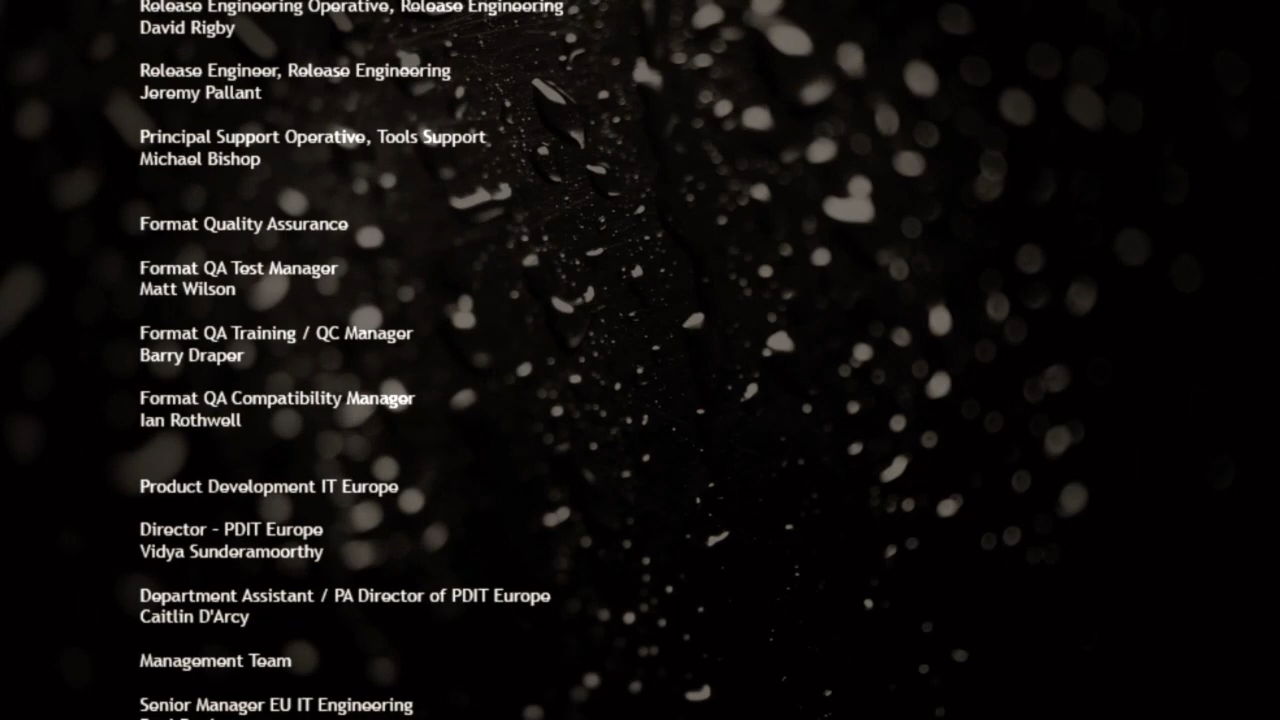 Release Engineering Operative, Release Engineering
David Rigby
Release Engineer, Release Engineering
Jeremy Pallant
Principal Support Operative, Tools Support
Michael Bishop
Format Quality Assurance
Format QA Test Manager
Matt Wilson
Format QA Training / QC Manager
Barry Draper
Format QA Compatibility Manager
Ian Rothwell
Product Development IT Europe
Director - PDIT Europe
Vidya Sunderamoorthy
Department Assistant / PA Director of PDIT Europe
Caitlin D'Arcy
Management Team
Senior Manager EU IT Engineering